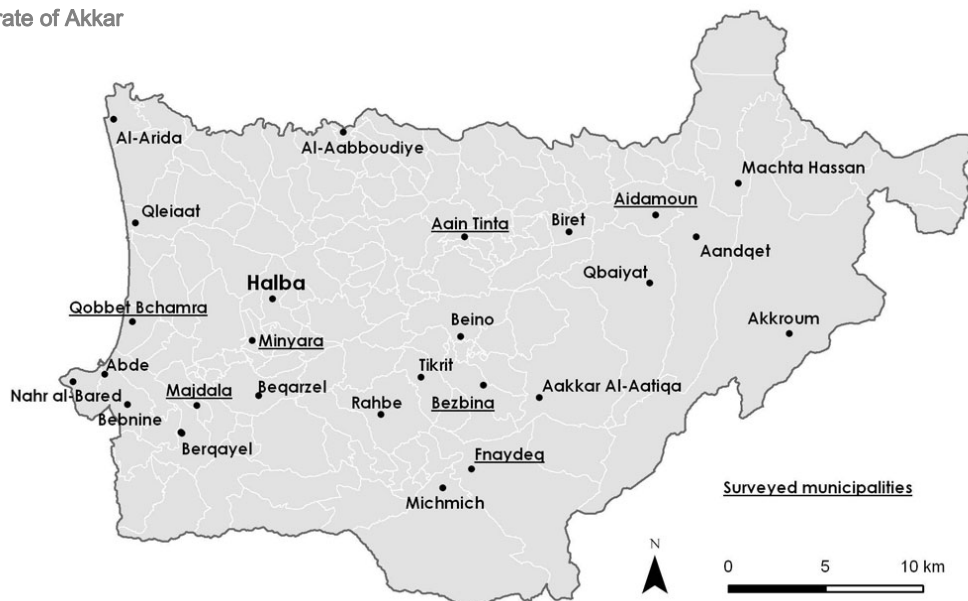 rate of Akkar
Al-Arida
Al-Aabboudiye
Machta Hassan
Qleiaat
Aain Tinta
Biret
Aidamoun
Aandqet
Qbaiyat
Halba
Qobbet Bchamra
Minyara
Beino
Akkroum
Abde
Tikrit
Nahr al-Bared
Majdala
Beqarzel
Rahbe
Bezbina
Aakkar Al-Aatiqa
Bebnine
Berqayel
Fnaydeq
Michmich
Surveyed municipalities
N
0 5 10 km